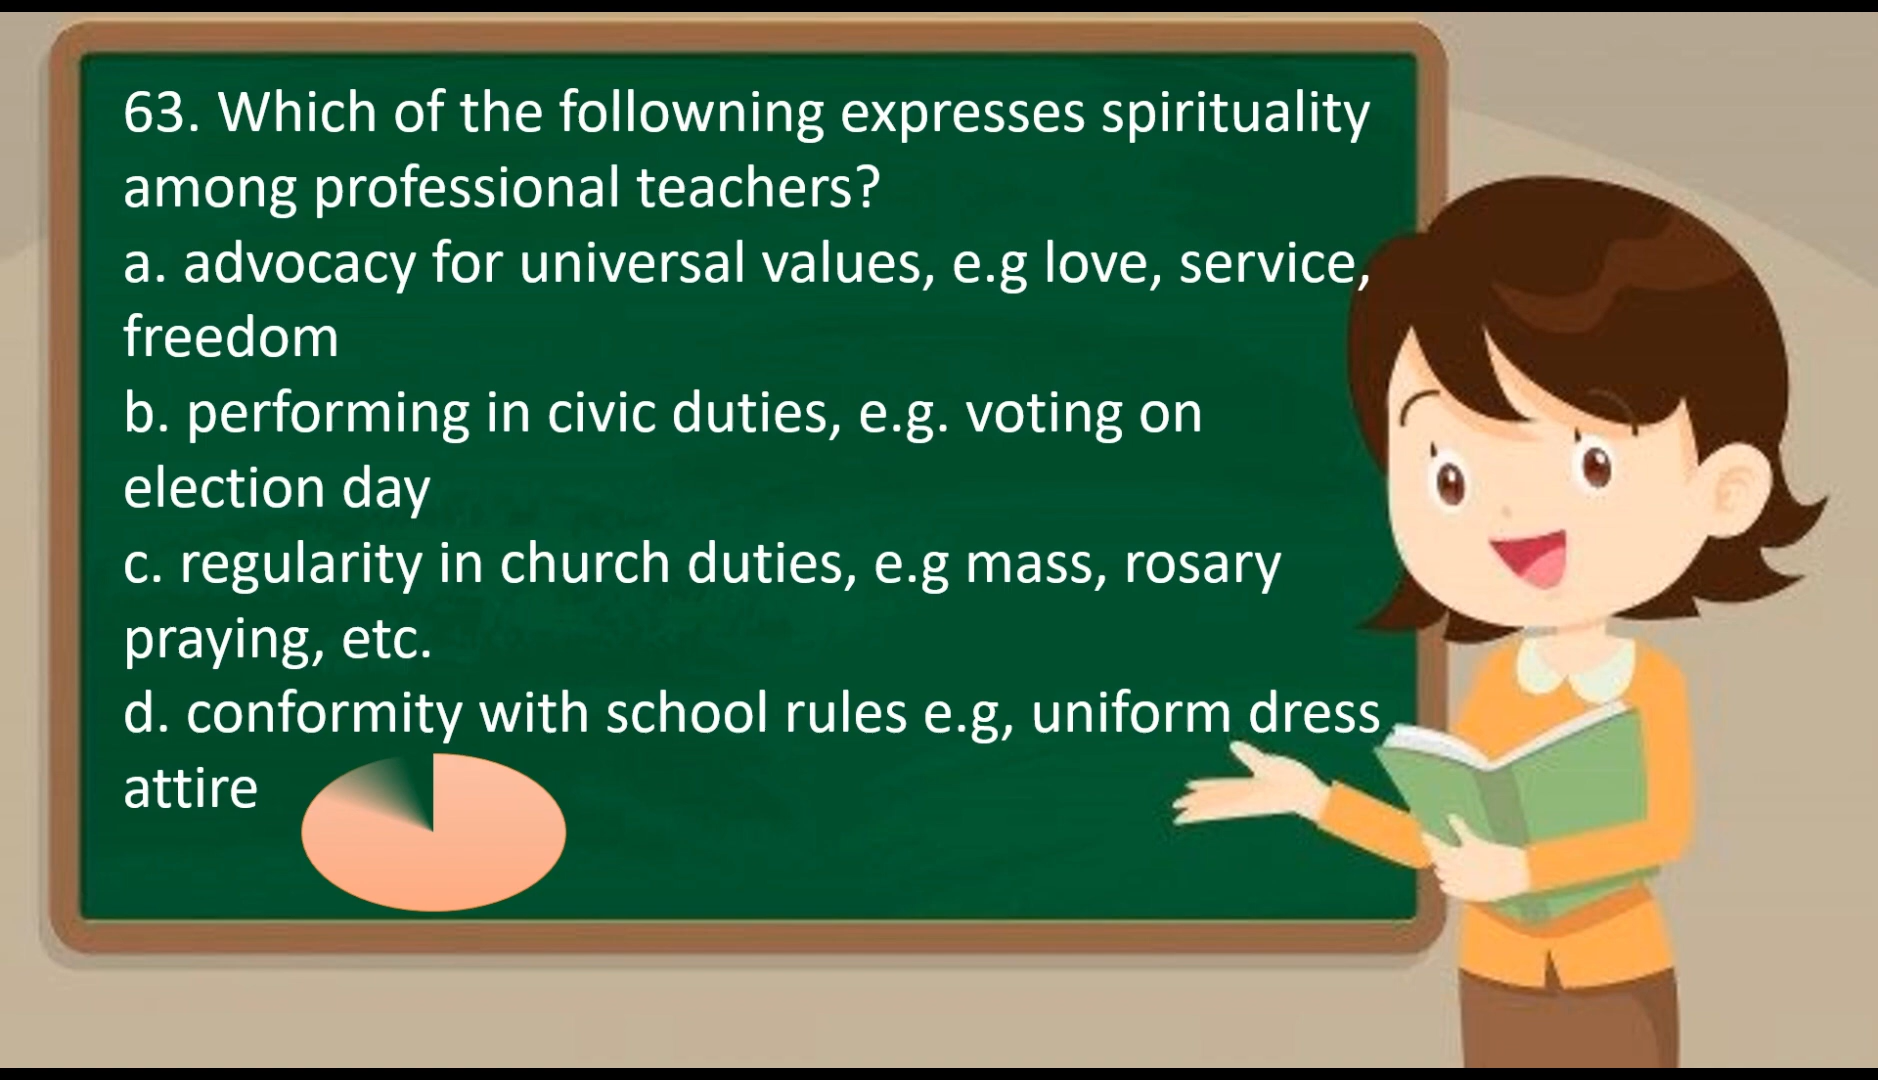 63. Which of the followning expresses spirituality
among professional teachers?
a. advocacy for universal values, e.g love, service,
freedom
b. performing in civic duties, e.g. voting on
election day
c. regularity in church duties, e.g mass, rosary
praying, etc.
d. conformity with school rules e.g, uniform dress
attire